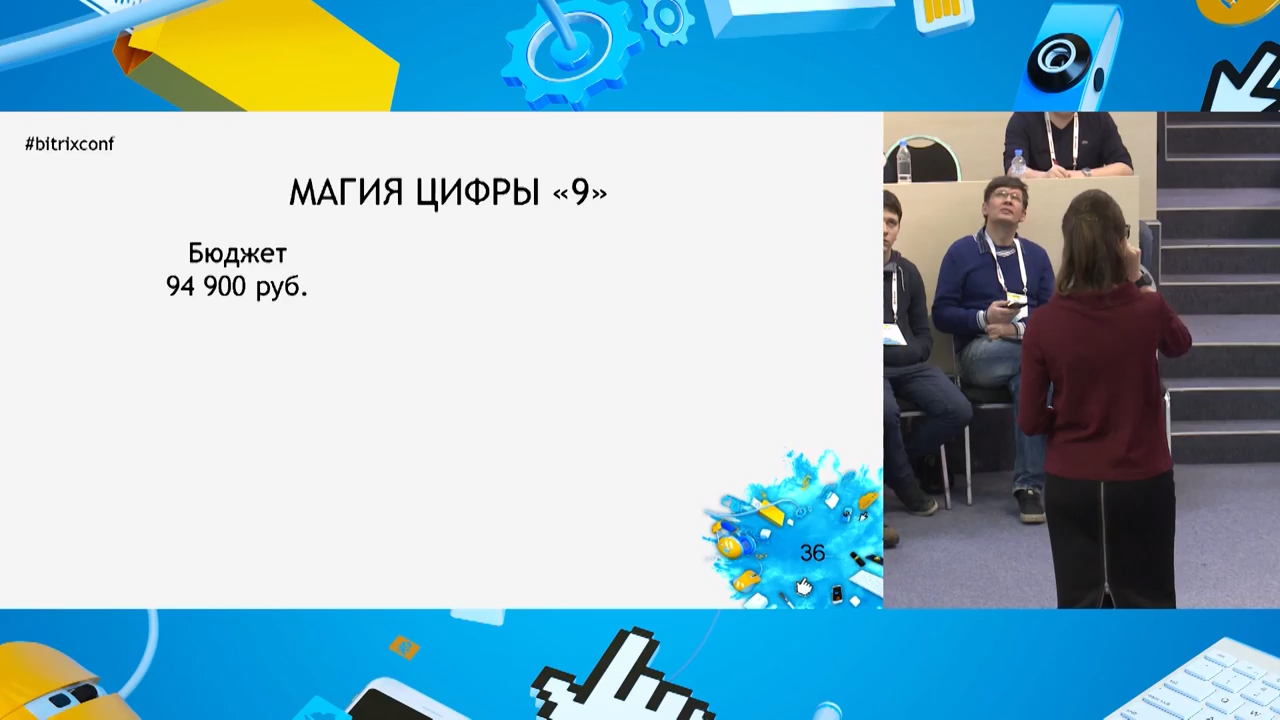 #bitrixconf
МАГИЯ ЦИФРЫ «9»
Бюджет
94 900 руб.
36